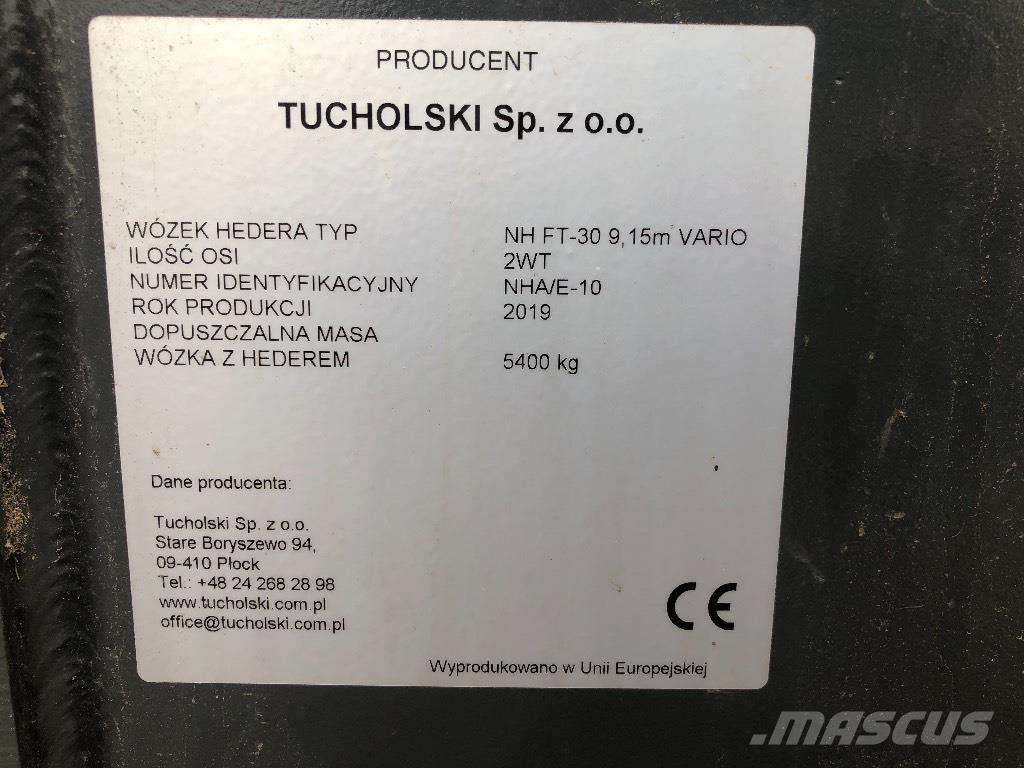 PRODUCENT
TUCHOLSKI Sp. z o.o.
WÓZEK HEDERA TYP NH FT-30 9,15m VARIO
ILOŚĆ OSI 2WT
NUMER IDENTYFIKACYJNY NHA/E-10
ROK PRODUKCJI 2019
DOPUSZCZALNA MASA
WÓZKA Z HEDEREM 5400 kg
Dane producenta:
Tucholski Sp. z o.o.
Stare Boryszewo 94,
09-410 Płock
Tel.: +48 24 268 28 98
www.tucholski.com.pl
office@tucholski.com.pl
CE
Wyprodukowano w Unii Europejskiej
.MASCUS